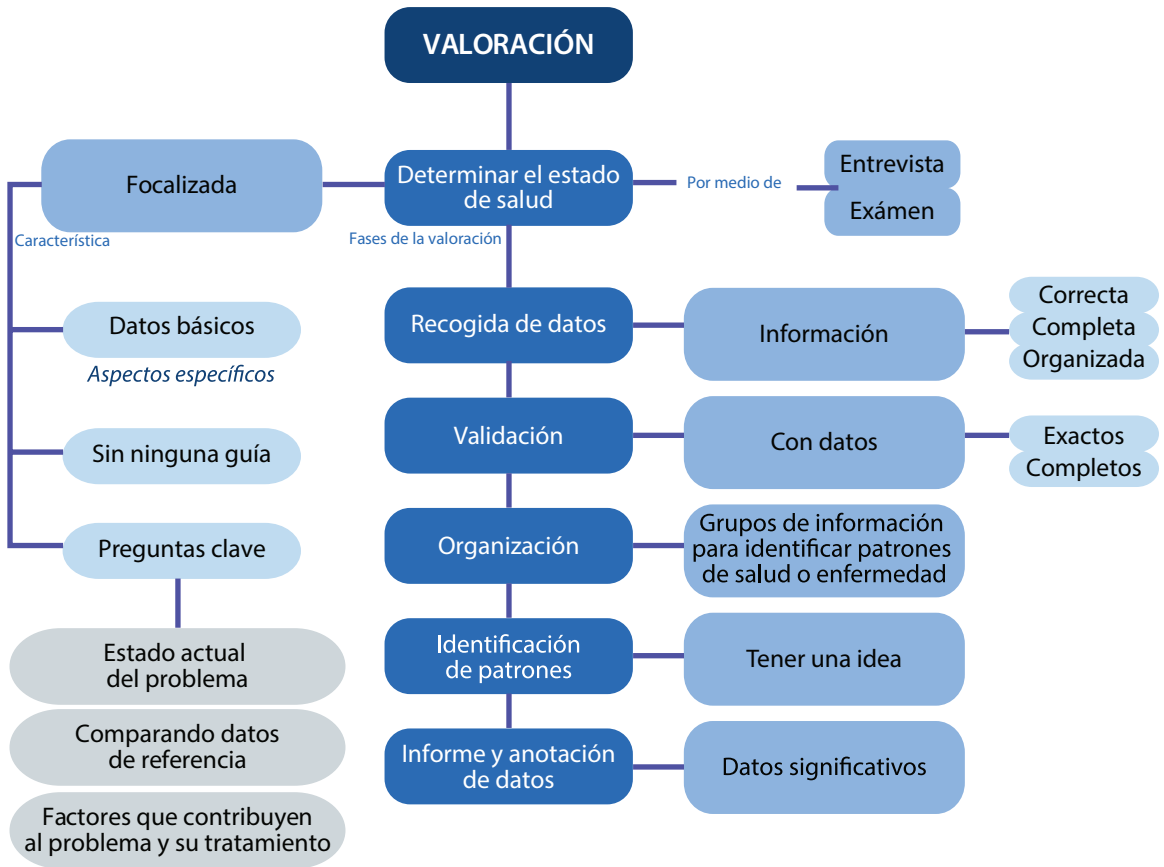 VALORACIÓN
Focalizada
Determinar el estado
de salud
Por medio de
Entrevista
Exámen
Característica
Fases de la valoración
Datos básicos
Aspectos específicos
Sin ninguna guía
Preguntas clave
Estado actual
del problema
Comparando datos
de referencia
Factores que contribuyen
al problema y su tratamiento
Recogida de datos
Información
Correcta
Completa
Organizada
Validación
Con datos
Exactos
Completos
Organización
Grupos de información
para identificar patrones
de salud o enfermedad
Identificación
de patrones
Tener una idea
Informe y anotación
de datos
Datos significativos